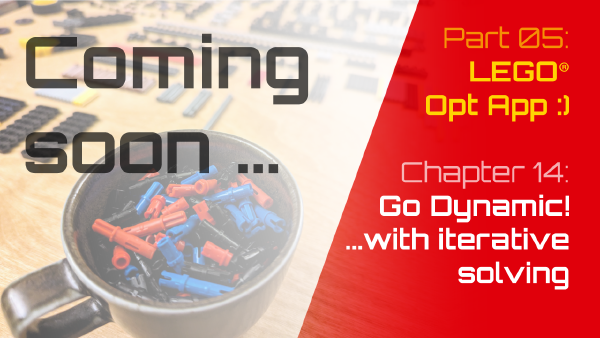 Coming
soon ...
Part 05:
LEGO®
Opt App :)
Chapter 14:
Go Dynamic!
...with iterative
solving